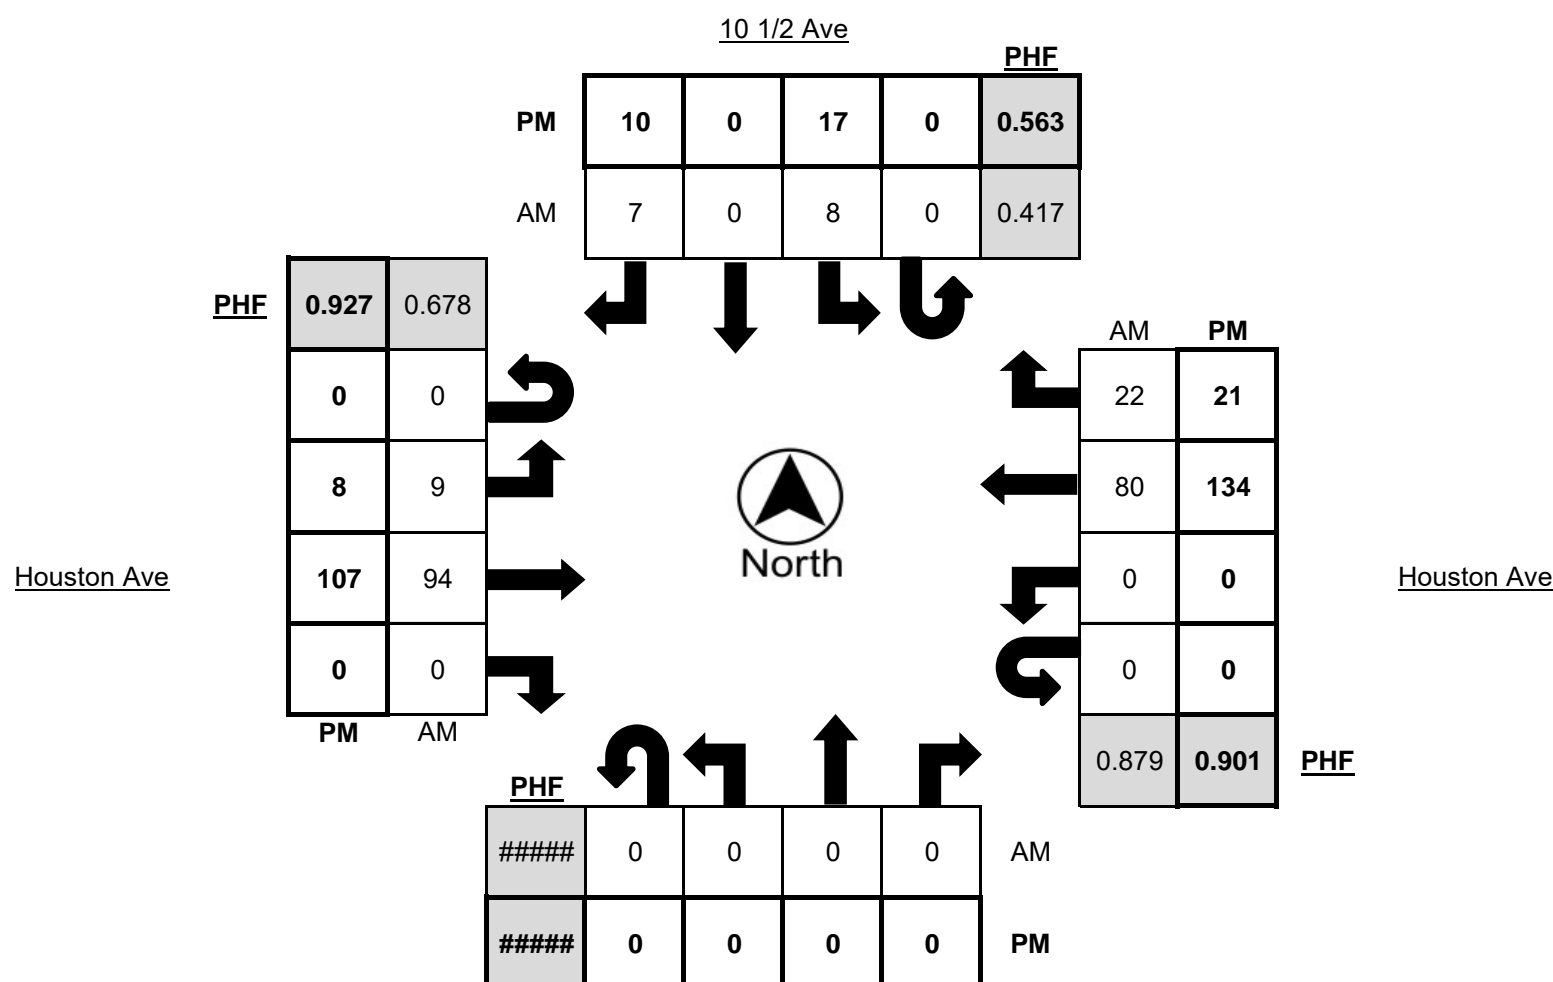 10 1/2 Ave
PHF
PM 10 0 17 0 0.563
AM 7 0 8 0 0.417
PHF 0.927 0.678
AM PM
0 0
22 21
8 9
80 134
North
Houston Ave
107 94
0 0
Houston Ave
0 0
0 0
PM AM
0.879 0.901 PHF
PHF
##### 0 0 0 0 AM
##### 0 0 0 0 PM